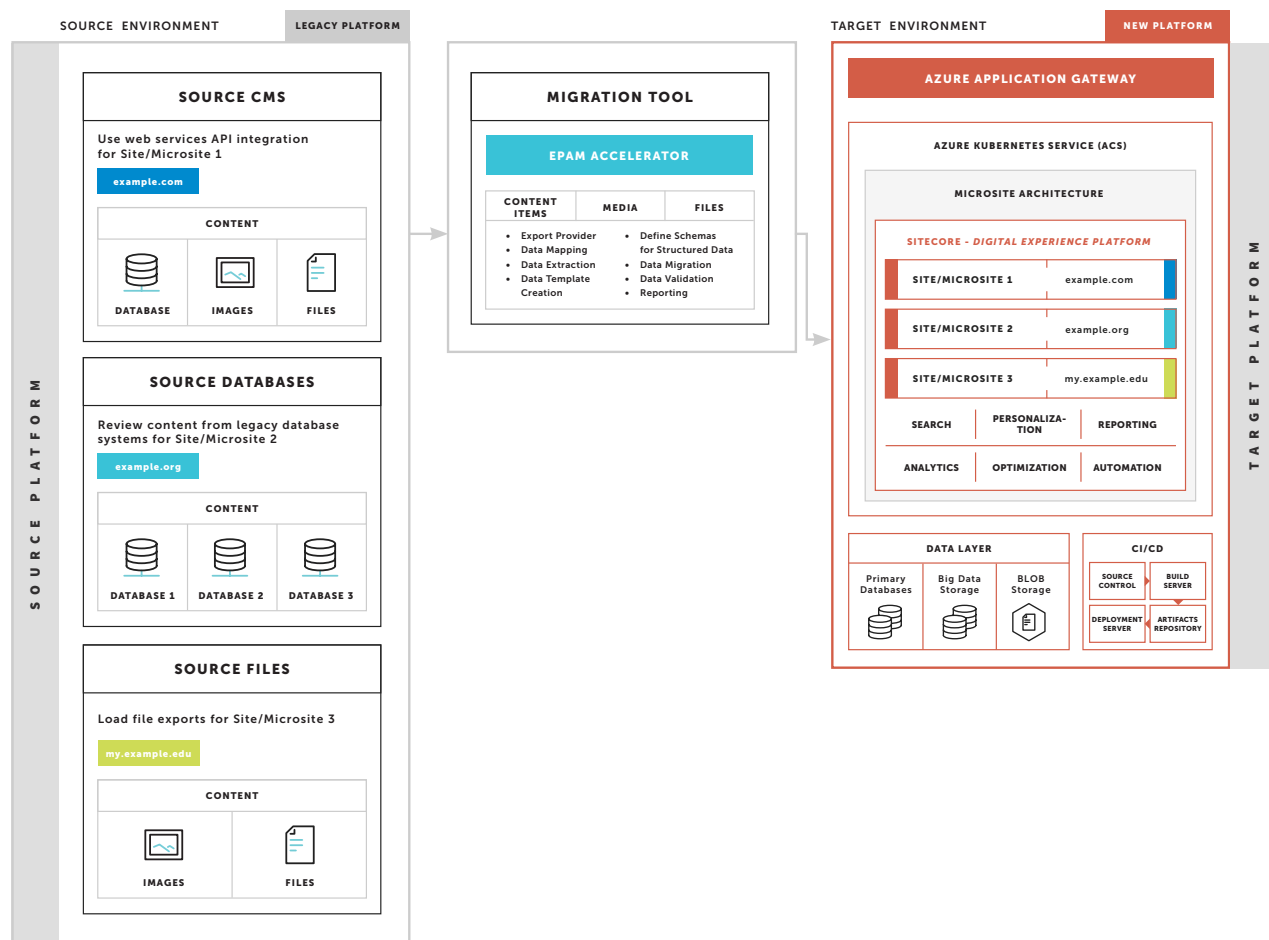 SOURCE ENVIRONMENT
LEGACY PLATFORM
SOURCE PLATFORM
SOURCE CMS
Use web services API integration
for Site/Microsite 1
example.com
CONTENT
DATABASE
IMAGES
FILES
SOURCE DATABASES
Review content from legacy database
systems for Site/Microsite 2
example.org
CONTENT
DATABASE 1
DATABASE 2
DATABASE 3
SOURCE FILES
Load file exports for Site/Microsite 3
my.example.edu
CONTENT
IMAGES
FILES
MIGRATION TOOL
EPAM ACCELERATOR
CONTENT
ITEMS
MEDIA
FILES
• Export Provider
• Data Mapping
• Data Extraction
• Data Template
Creation
• Define Schemas
for Structured Data
• Data Migration
• Data Validation
• Reporting
TARGET ENVIRONMENT
NEW PLATFORM
AZURE APPLICATION GATEWAY
AZURE KUBERNETES SERVICE (ACS)
MICROSITE ARCHITECTURE
SITECORE - DIGITAL EXPERIENCE PLATFORM
SITE/MICROSITE 1
example.com
SITE/MICROSITE 2
example.org
SITE/MICROSITE 3
my.example.edu
SEARCH
PERSONALIZA-
TION
REPORTING
ANALYTICS
OPTIMIZATION
AUTOMATION
DATA LAYER
Primary
Databases
Big Data
Storage
BLOB
Storage
CI/CD
SOURCE
CONTROL
BUILD
SERVER
DEPLOYMENT
SERVER
ARTIFACTS
REPOSITORY
TARGET PLATFORM